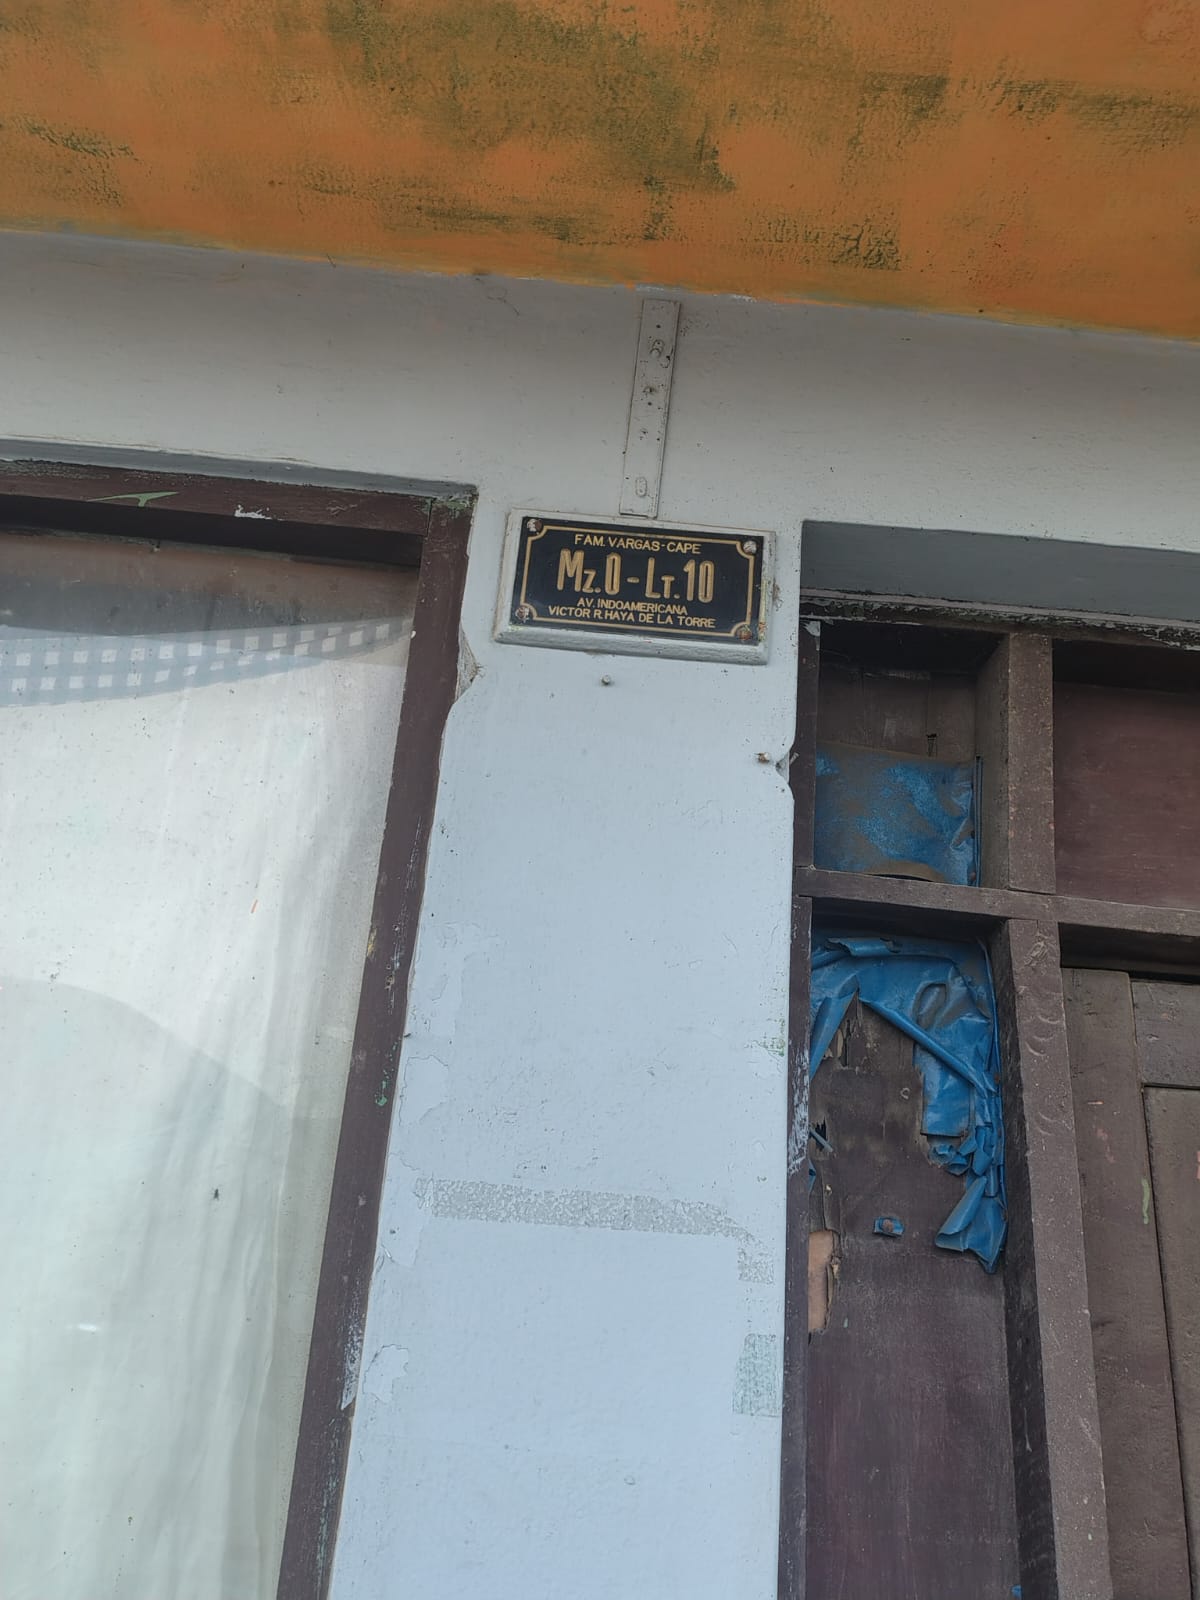 FAM. VARGAS-CAPE
Mz. O - Lt. 10
AV. INDOAMERICANA
VICTOR R. HAYA DE LA TORRE